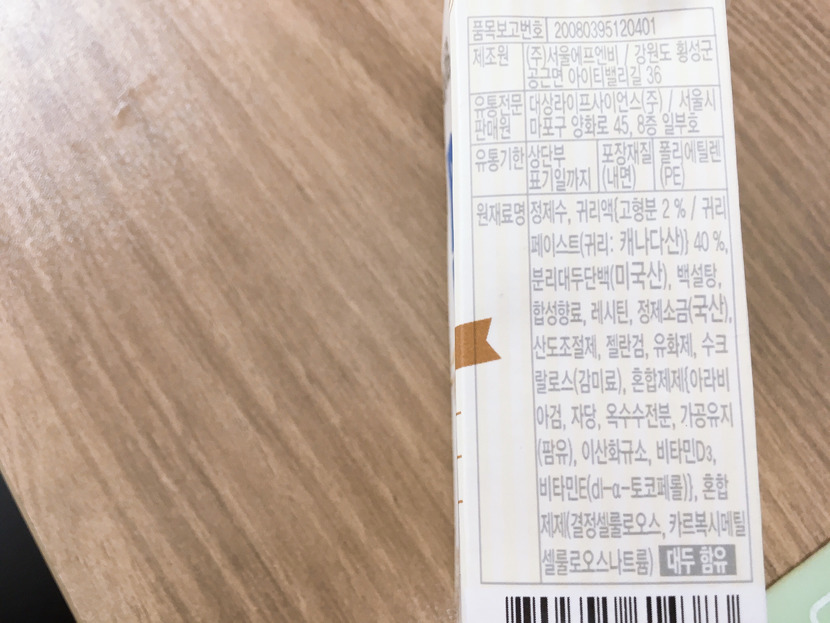 품목보고번호 20080395120401
제조원 (주)서울에프엔비 / 강원도 횡성군
공근면 아이티밸리길 36
유통전문 대상라이프사이언스(주) / 서울시
판매원 마포구 양화로 45, 8층 일부호
유통기한 상단부 포장재질 폴리에틸렌
표기일까지 (내면) (PE)
원재료명 정제수, 귀리액{고형분 2 % / 귀리
페이스트(귀리: 캐나다산)} 40 %,
분리대두단백(미국산), 백설탕,
합성향료, 레시틴, 정제소금(국산),
산도조절제, 젤란검, 유화제, 수크
랄로스(감미료), 혼합제제{아라비
아검, 자당, 옥수수전분, 가공유지
(팜유), 이산화규소, 비타민D₃,
비타민E(dl-α-토코페롤)}, 혼합
제제(결정셀룰로오스, 카르복시메틸
셀룰로오스나트륨) 대두 함유